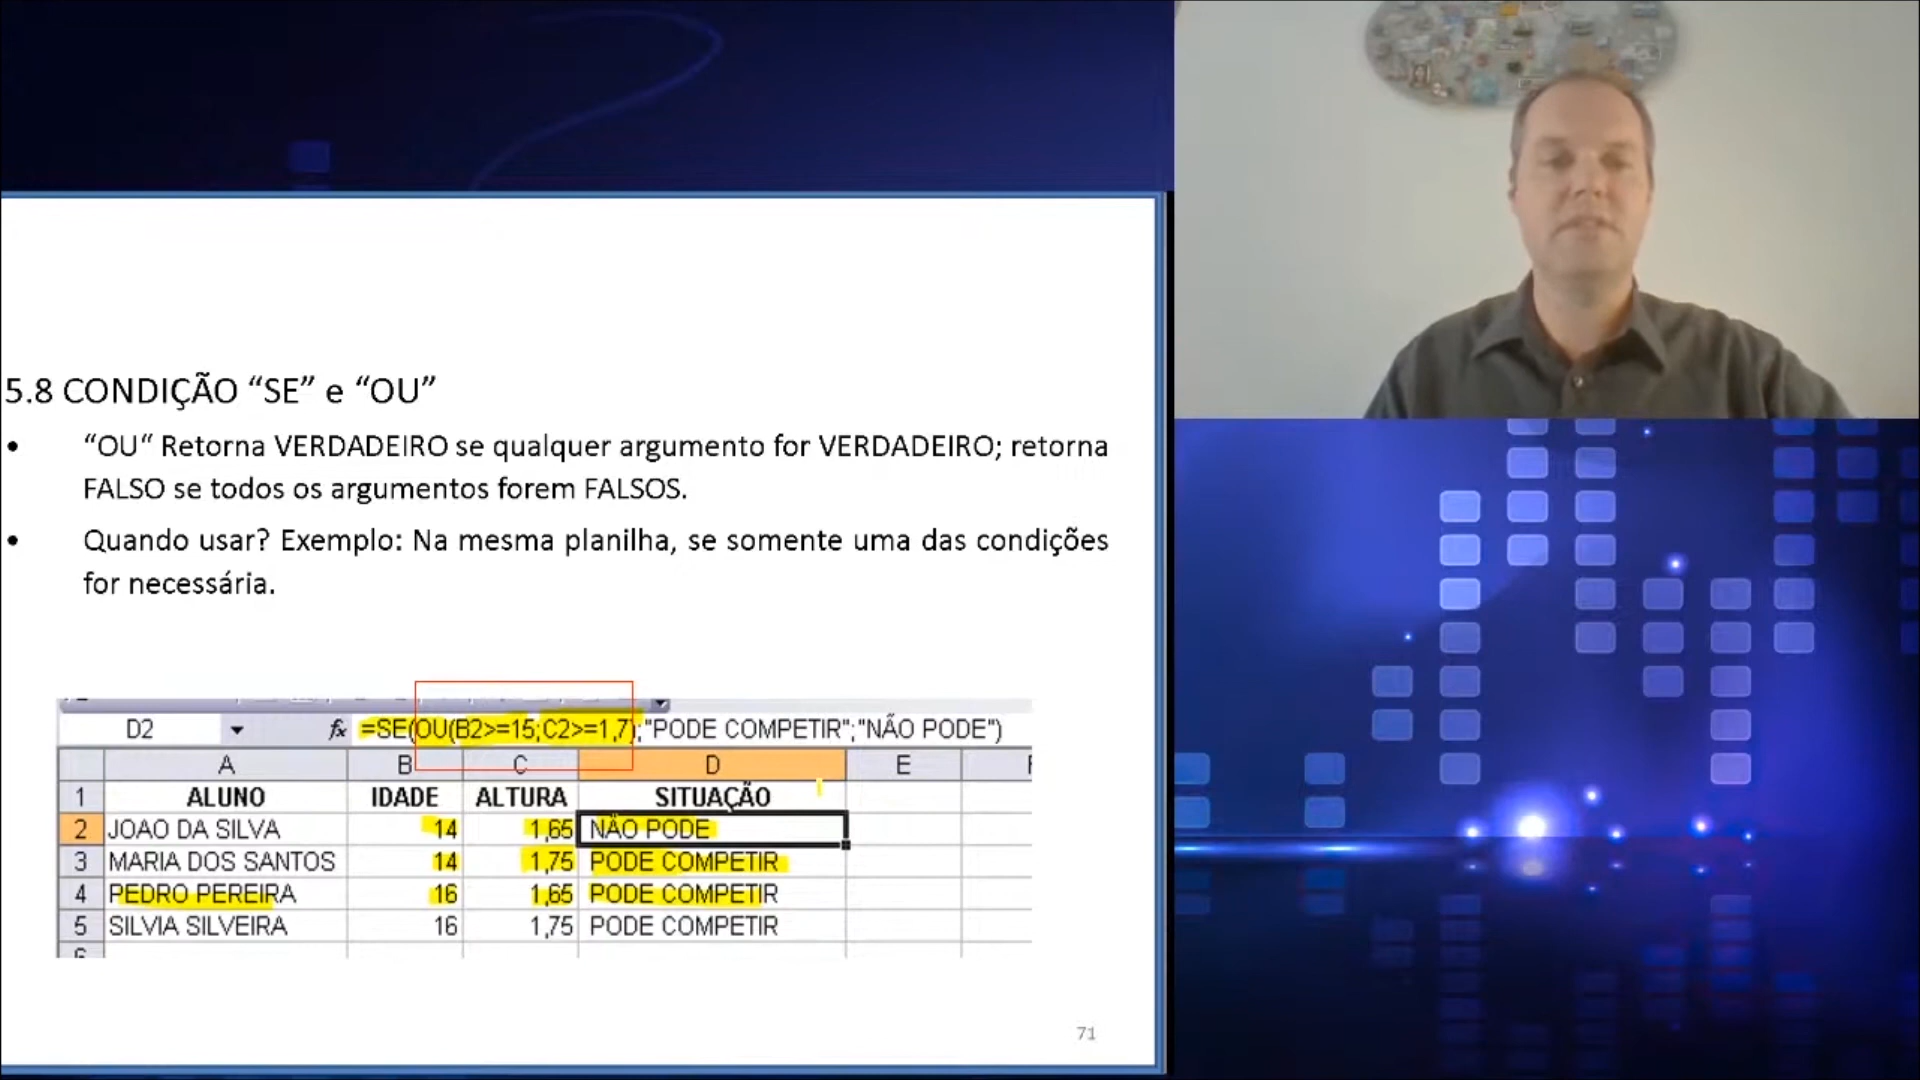 5.8 CONDIÇÃO “SE” e “OU”
• “OU“ Retorna VERDADEIRO se qualquer argumento for VERDADEIRO; retorna
FALSO se todos os argumentos forem FALSOS.
• Quando usar? Exemplo: Na mesma planilha, se somente uma das condições
for necessária.
D2 fx =SE(OU(B2>=15;C2>=1,7);"PODE COMPETIR";"NÃO PODE")
A B C D E
1 ALUNO IDADE ALTURA SITUAÇÃO
2 JOAO DA SILVA 14 1,65 NÃO PODE
3 MARIA DOS SANTOS 14 1,75 PODE COMPETIR
4 PEDRO PEREIRA 16 1,65 PODE COMPETIR
5 SILVIA SILVEIRA 16 1,75 PODE COMPETIR
71